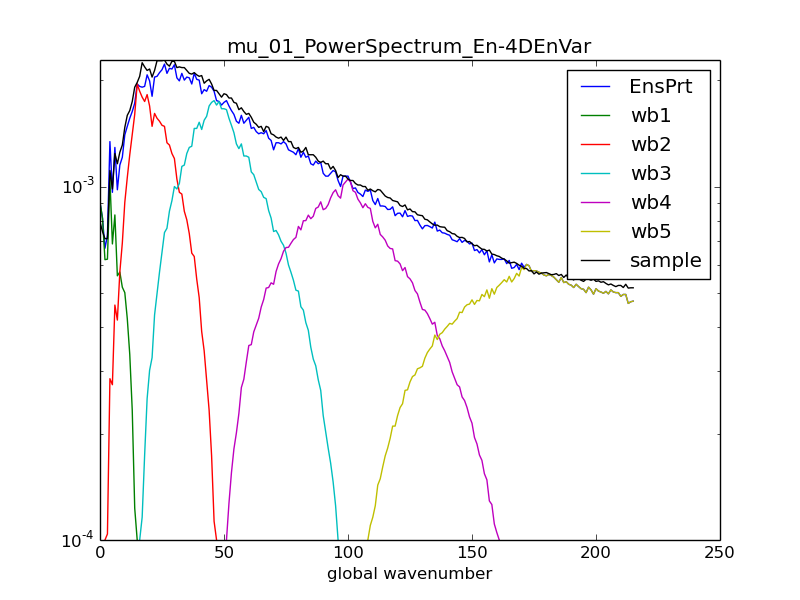 mu_01_PowerSpectrum_En-4DEnVar
EnsPrt
wb1
wb2
wb3
wb4
wb5
sample
10^-3
10^-4
0 50 100 150 200 250
global wavenumber